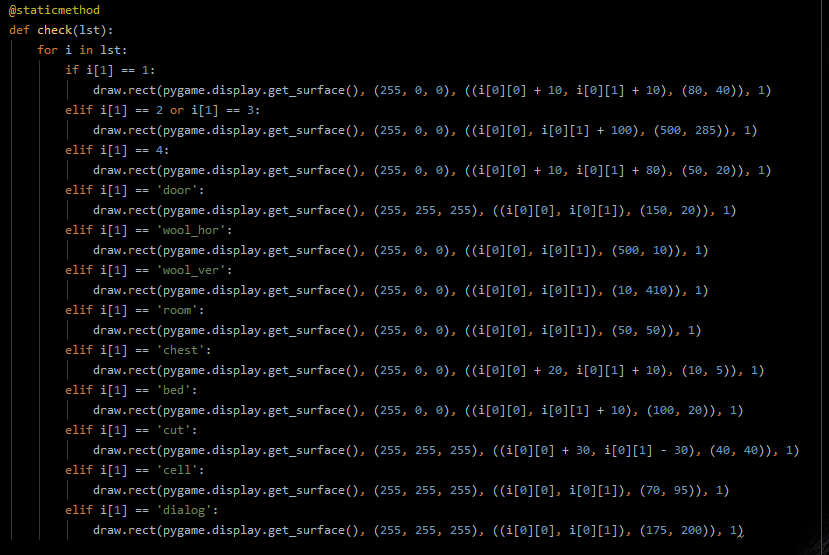 @staticmethod
def check(lst):
    for i in lst:
        if i[1] == 1:
            draw.rect(pygame.display.get_surface(), (255, 0, 0), ((i[0][0] + 10, i[0][1] + 10), (80, 40)), 1)
        elif i[1] == 2 or i[1] == 3:
            draw.rect(pygame.display.get_surface(), (255, 0, 0), ((i[0][0], i[0][1] + 100), (500, 285)), 1)
        elif i[1] == 4:
            draw.rect(pygame.display.get_surface(), (255, 0, 0), ((i[0][0] + 10, i[0][1] + 80), (50, 20)), 1)
        elif i[1] == 'door':
            draw.rect(pygame.display.get_surface(), (255, 255, 255), ((i[0][0], i[0][1]), (150, 20)), 1)
        elif i[1] == 'wool_hor':
            draw.rect(pygame.display.get_surface(), (255, 0, 0), ((i[0][0], i[0][1]), (500, 10)), 1)
        elif i[1] == 'wool_ver':
            draw.rect(pygame.display.get_surface(), (255, 0, 0), ((i[0][0], i[0][1]), (10, 410)), 1)
        elif i[1] == 'room':
            draw.rect(pygame.display.get_surface(), (255, 0, 0), ((i[0][0], i[0][1]), (50, 50)), 1)
        elif i[1] == 'chest':
            draw.rect(pygame.display.get_surface(), (255, 0, 0), ((i[0][0] + 20, i[0][1] + 10), (10, 5)), 1)
        elif i[1] == 'bed':
            draw.rect(pygame.display.get_surface(), (255, 0, 0), ((i[0][0], i[0][1] + 10), (100, 20)), 1)
        elif i[1] == 'cut':
            draw.rect(pygame.display.get_surface(), (255, 255, 255), ((i[0][0] + 30, i[0][1] - 30), (40, 40)), 1)
        elif i[1] == 'cell':
            draw.rect(pygame.display.get_surface(), (255, 255, 255), ((i[0][0], i[0][1]), (70, 95)), 1)
        elif i[1] == 'dialog':
            draw.rect(pygame.display.get_surface(), (255, 255, 255), ((i[0][0], i[0][1]), (175, 200)), 1)